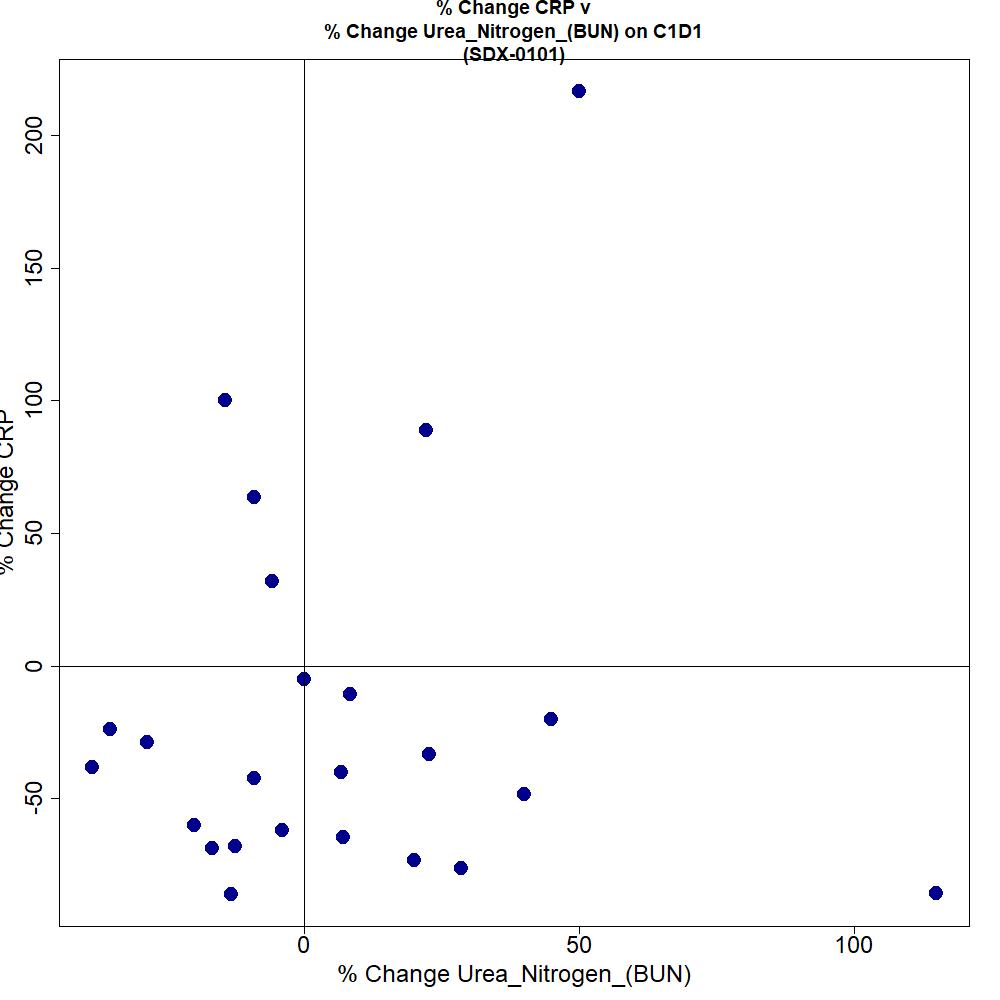 % Change CRP v
% Change Urea_Nitrogen_(BUN) on C1D1
(SDX-0101)
% Change CRP
200
150
100
50
0
-50
0
50
100
% Change Urea_Nitrogen_(BUN)